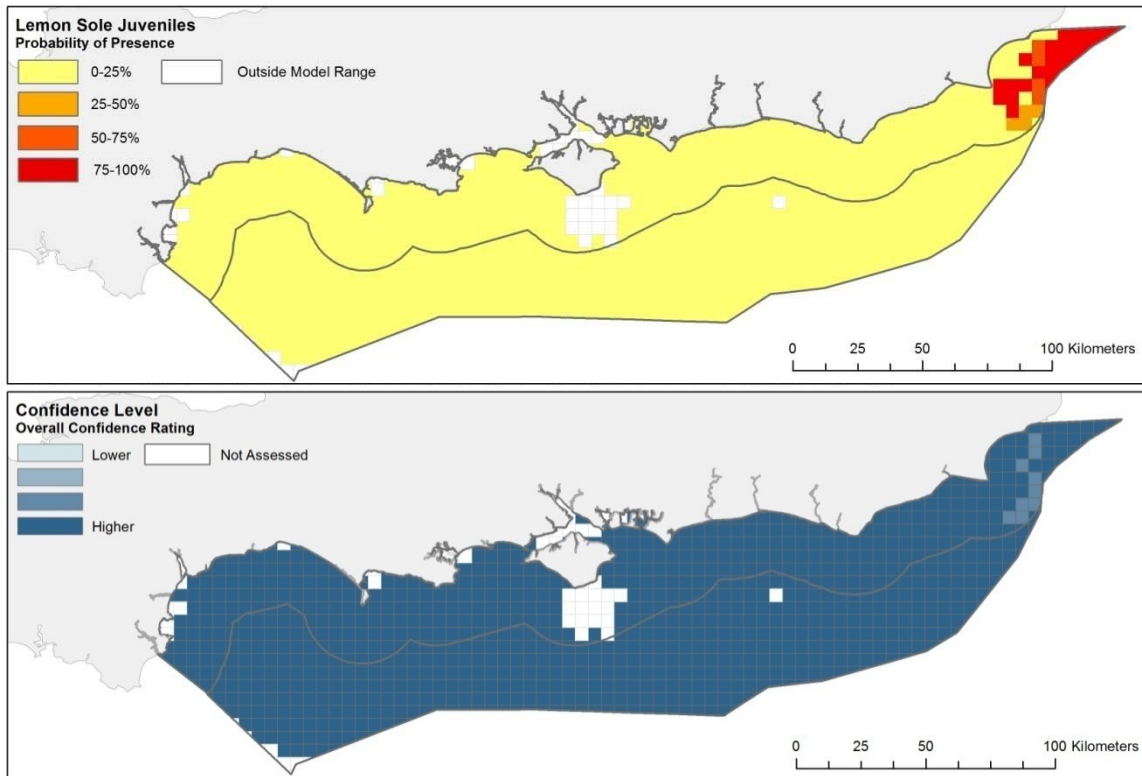 Lemon Sole Juveniles
Probability of Presence
0-25% Outside Model Range
25-50%
50-75%
75-100%
0 25 50 100 Kilometers
Confidence Level
Overall Confidence Rating
Lower Not Assessed
Higher
0 25 50 100 Kilometers